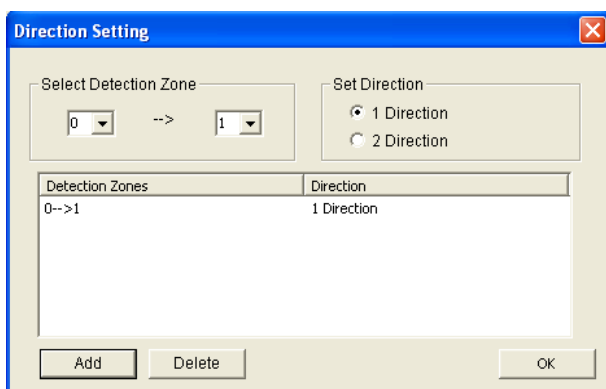 Direction Setting
Select Detection Zone
0 --> 1
Set Direction
1 Direction
2 Direction
Detection Zones Direction
0-->1 1 Direction
Add Delete OK